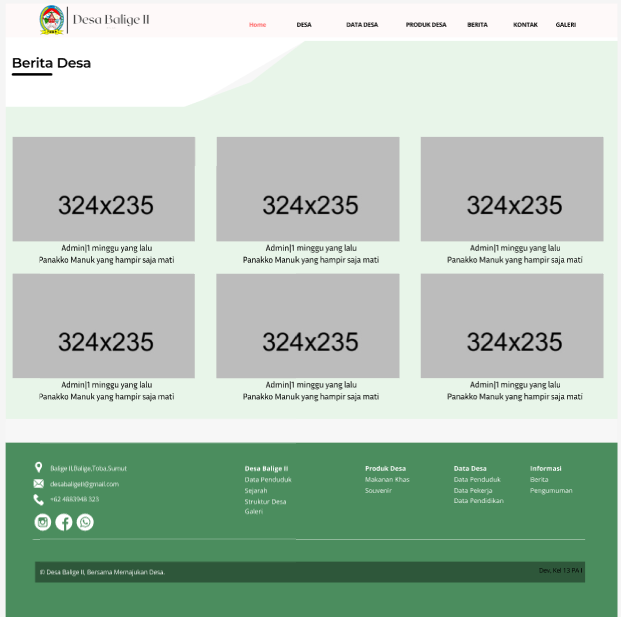 Desa Balige II
Home DESA DATA DESA PRODUK DESA BERITA KONTAK GALERI
Berita Desa
324x235 324x235 324x235
Admin|1 minggu yang lalu Admin|1 minggu yang lalu Admin|1 minggu yang lalu
Panakko Manuk yang hampir saja mati Panakko Manuk yang hampir saja mati Panakko Manuk yang hampir saja mati
324x235 324x235 324x235
Admin|1 minggu yang lalu Admin|1 minggu yang lalu Admin|1 minggu yang lalu
Panakko Manuk yang hampir saja mati Panakko Manuk yang hampir saja mati Panakko Manuk yang hampir saja mati
Balige II,Balige,Toba,Sumut
desabaligeII@gmail.com
+62 4883948 323
Desa Balige II
Data Penduduk
Sejarah
Struktur Desa
Galeri
Produk Desa
Makanan Khas
Souvenir
Data Desa
Data Penduduk
Data Pekerja
Data Pendidikan
Informasi
Berita
Pengumuman
© Desa Balige II, Bersama Memajukan Desa.
Dev. Kel 13 PA I